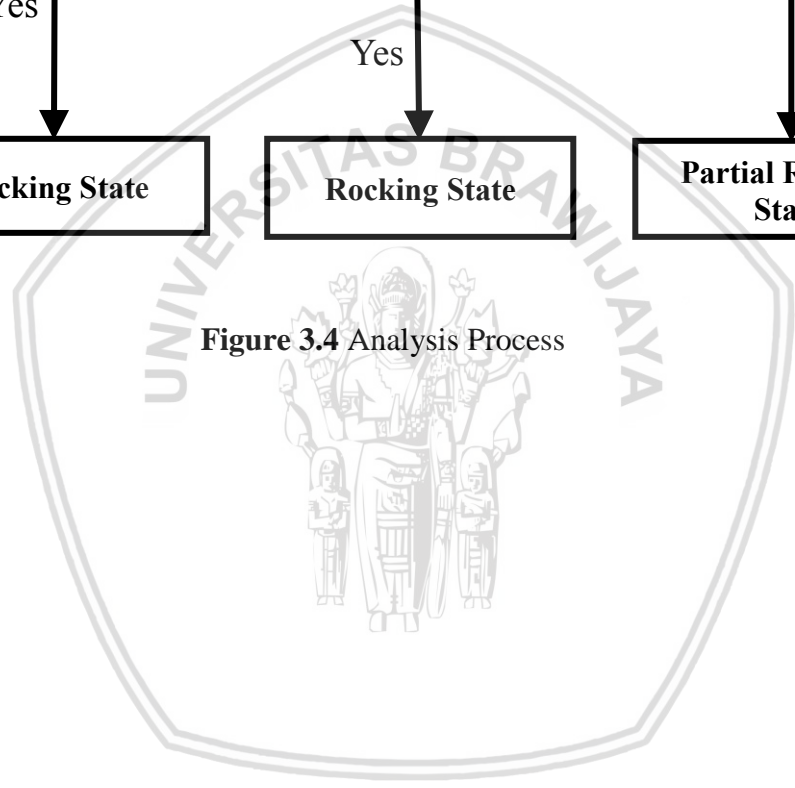 Yes
Yes
cking State
Rocking State
Partial R
Sta
Figure 3.4 Analysis Process
UNIVERSITAS BRAWIJAYA